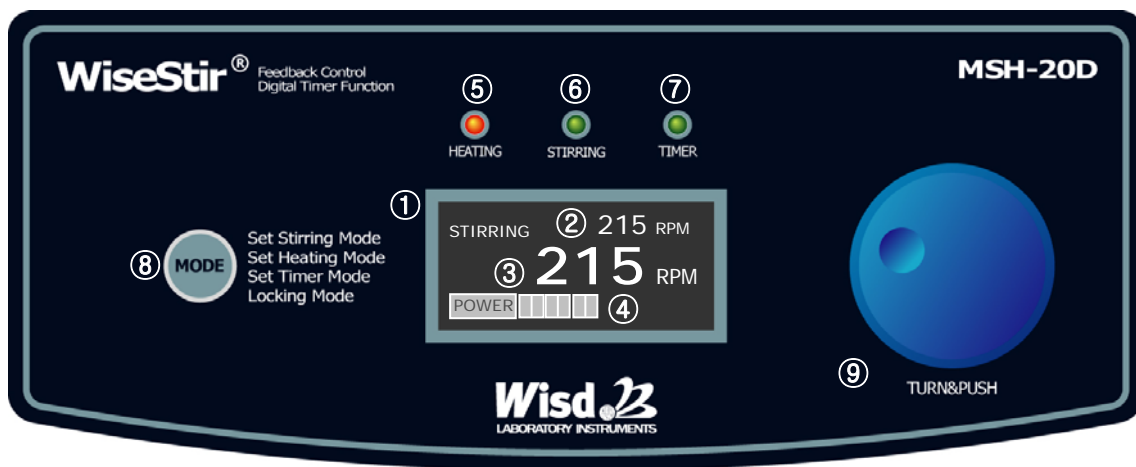 WiseStir®
Feedback Control
Digital Timer Function
MSH-20D
⑤ ⑥ ⑦
HEATING STIRRING TIMER
①
STIRRING ② 215 RPM
③ 215 RPM
POWER ④
⑧ MODE
Set Stirring Mode
Set Heating Mode
Set Timer Mode
Locking Mode
⑨
TURN&PUSH
Wisd
LABORATORY INSTRUMENTS